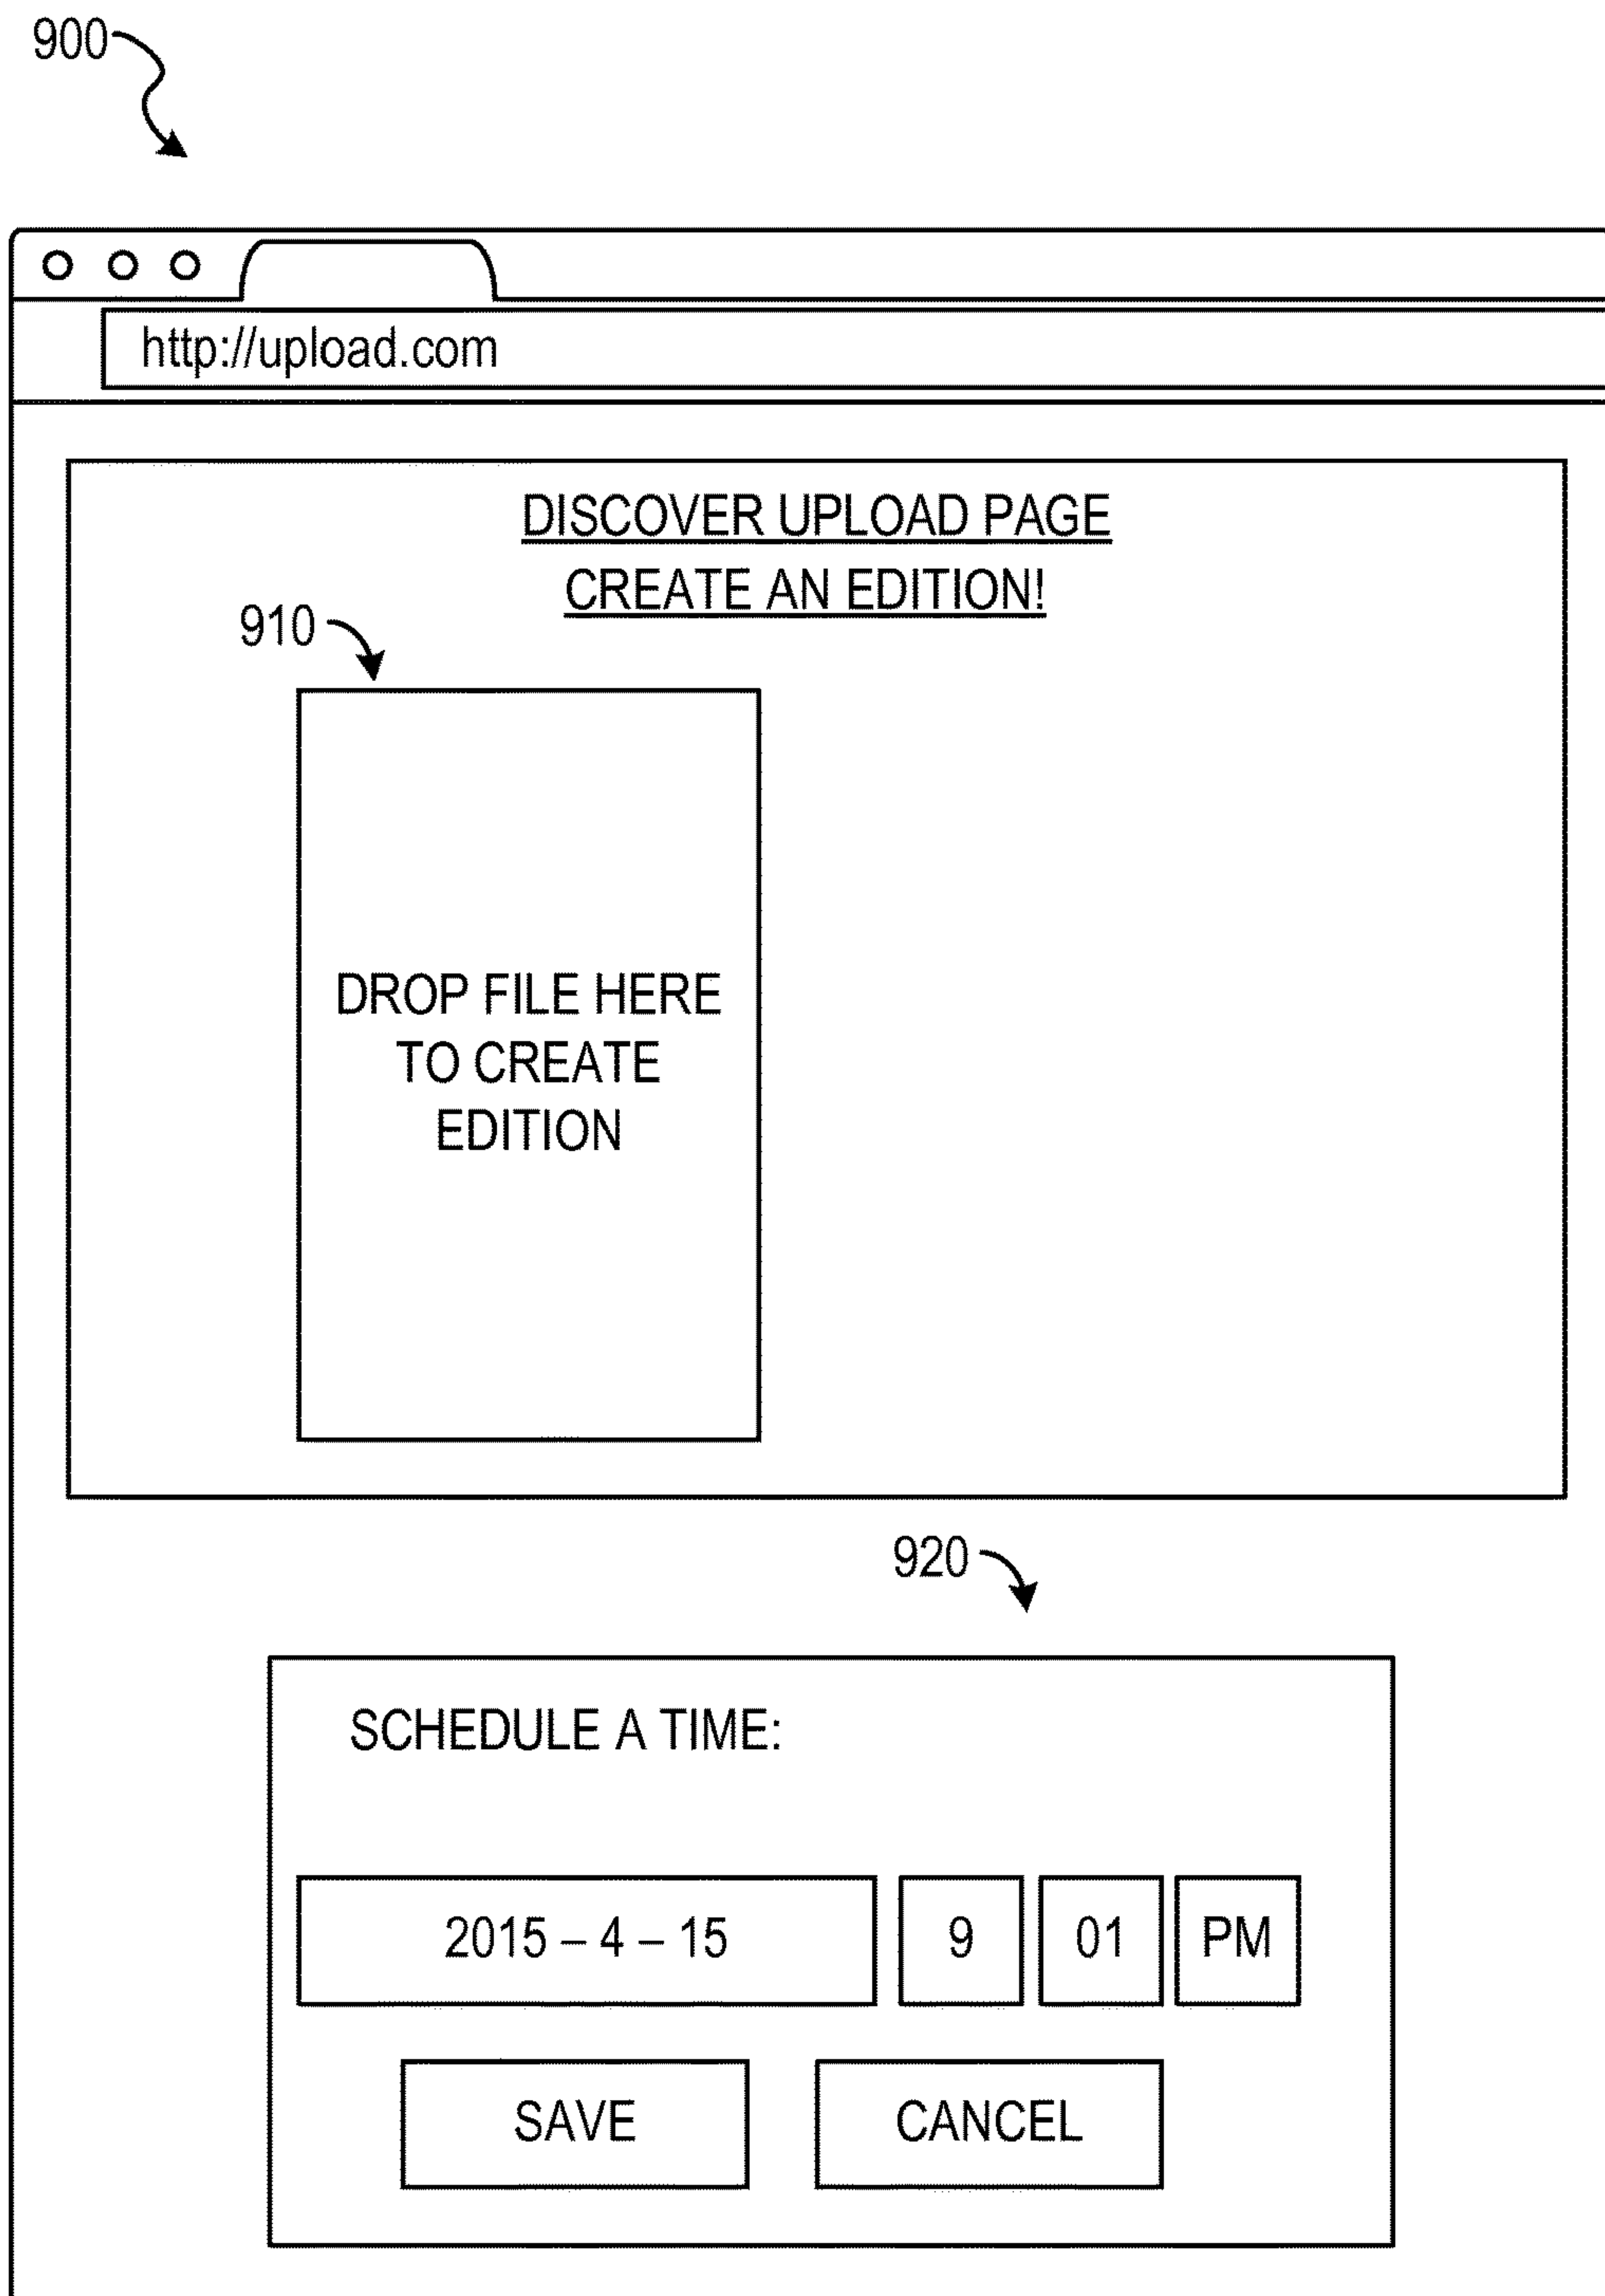 900
http://upload.com
DISCOVER UPLOAD PAGE
CREATE AN EDITION!
910
DROP FILE HERE
TO CREATE
EDITION
920
SCHEDULE A TIME:
2015 – 4 – 15 9 01 PM
SAVE CANCEL